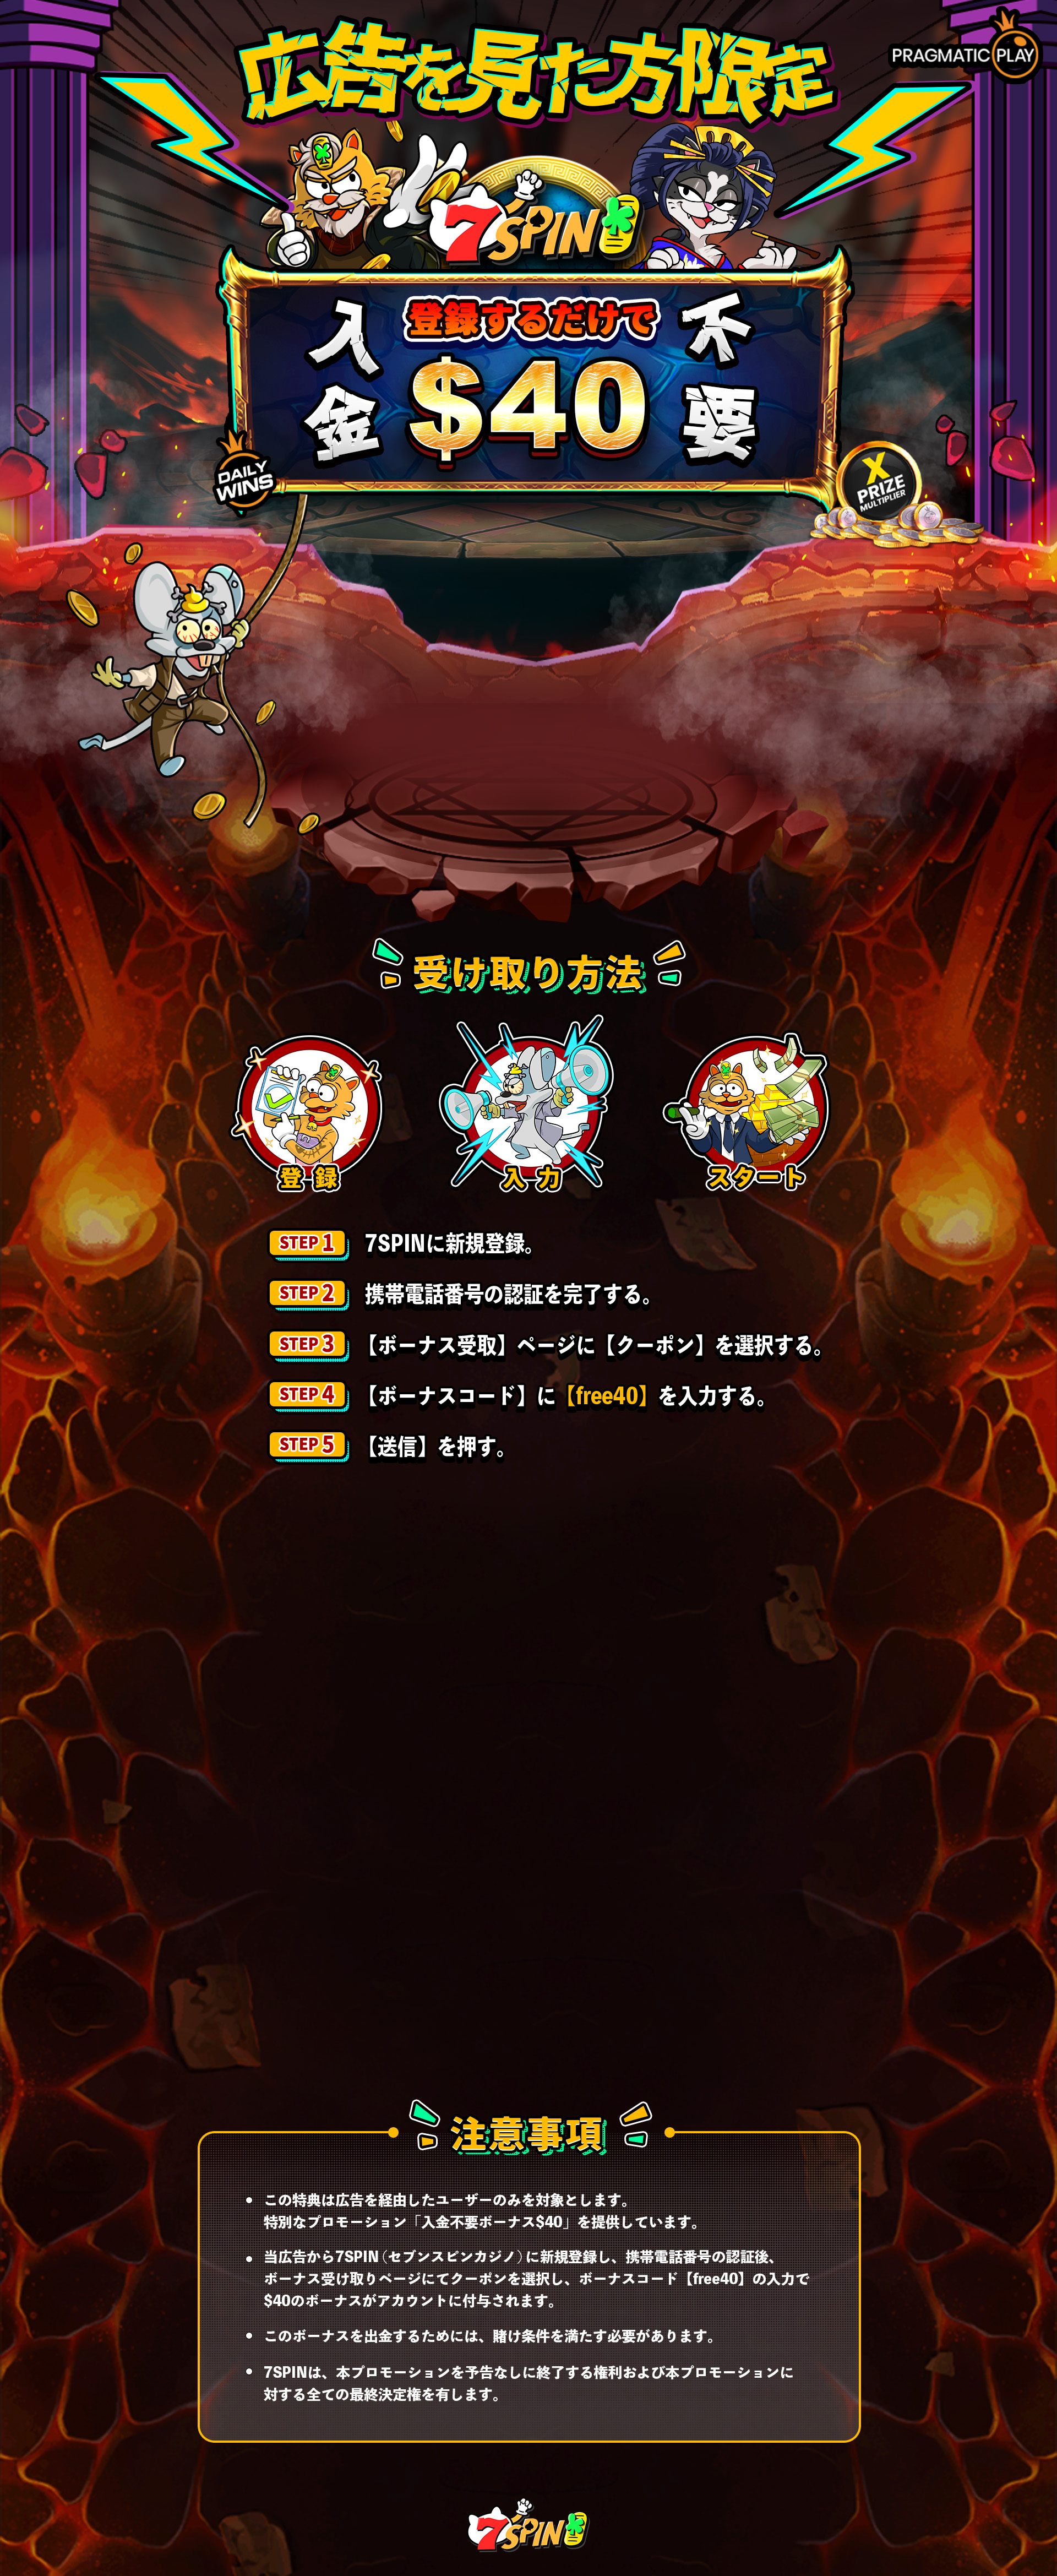 広告を見た方限定
PRAGMATIC PLAY
7SPIN
入金
登録するだけで
$40
不要
DAILY
WINS
X
PRIZE
MULTIPLIER
受け取り方法
登録
入力
スタート
STEP 1 7SPINに新規登録。
STEP 2 携帯電話番号の認証を完了する。
STEP 3 【ボーナス受取】ページに【クーポン】を選択する。
STEP 4 【ボーナスコード】に【free40】を入力する。
STEP 5 【送信】を押す。
注意事項
• この特典は広告を経由したユーザーのみを対象とします。
特別なプロモーション「入金不要ボーナス$40」を提供しています。
• 当広告から7SPIN（セブンスピンカジノ）に新規登録し、携帯電話番号の認証後、
ボーナス受け取りページにてクーポンを選択し、ボーナスコード【free40】の入力で
$40のボーナスがアカウントに付与されます。
• このボーナスを出金するためには、賭け条件を満たす必要があります。
• 7SPINは、本プロモーションを予告なしに終了する権利および本プロモーションに
対する全ての最終決定権を有します。
7SPIN